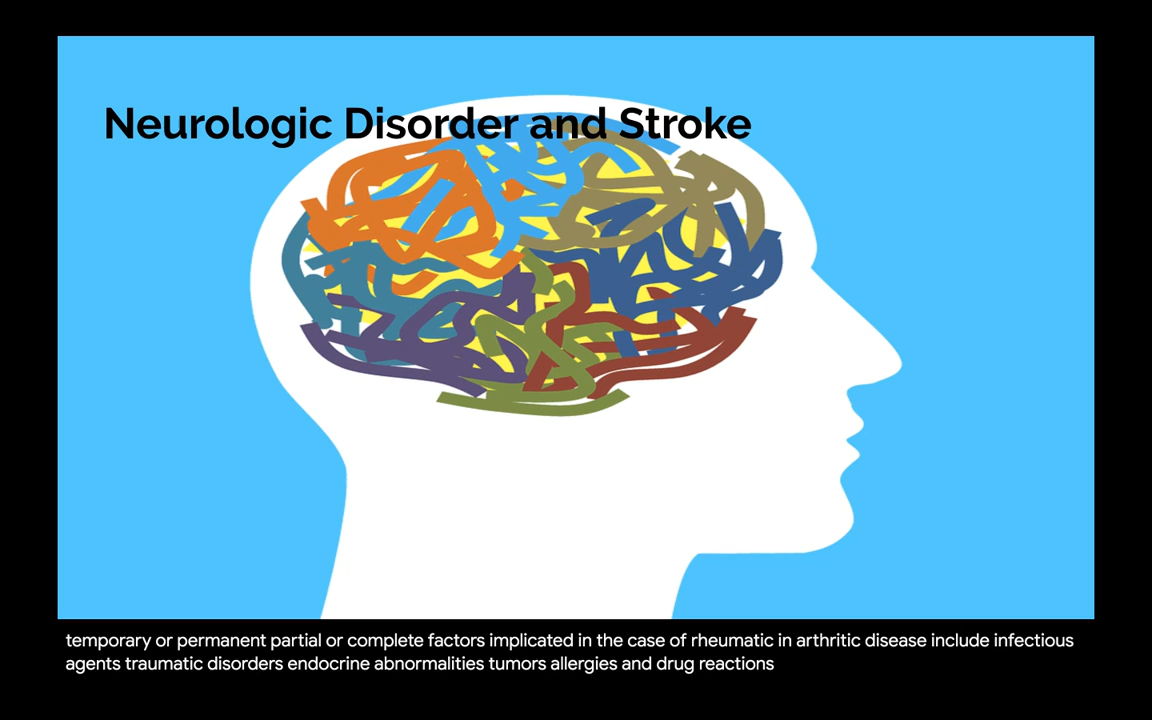 Neurologic Disorder and Stroke
temporary or permanent partial or complete factors implicated in the case of rheumatic in arthritic disease include infectious
agents traumatic disorders endocrine abnormalities tumors allergies and drug reactions